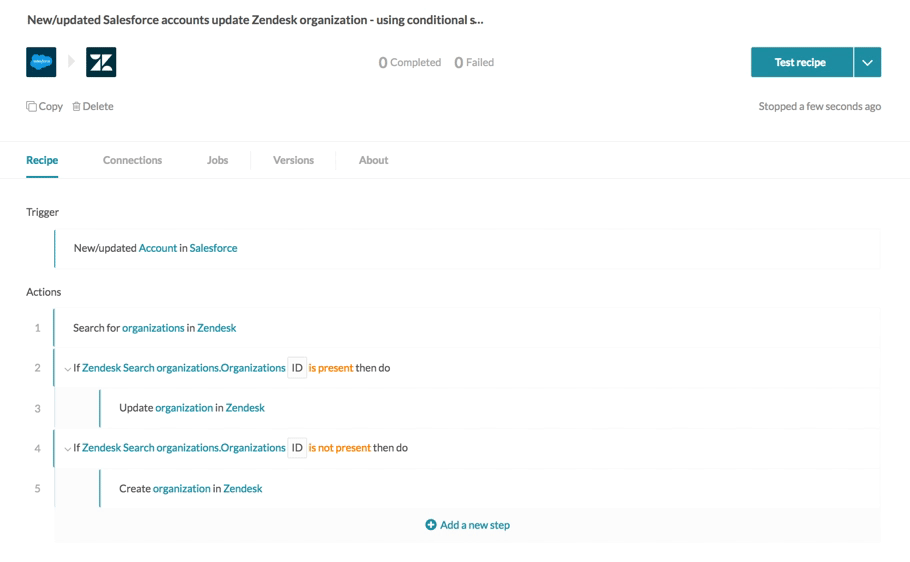 New/updated Salesforce accounts update Zendesk organization - using conditional s...
salesforce
0 Completed 0 Failed
Test recipe
Copy Delete
Stopped a few seconds ago
Recipe Connections Jobs Versions About
Trigger
New/updated Account in Salesforce
Actions
1 Search for organizations in Zendesk
2 If Zendesk Search organizations.Organizations ID is present then do
3 Update organization in Zendesk
4 If Zendesk Search organizations.Organizations ID is not present then do
5 Create organization in Zendesk
Add a new step